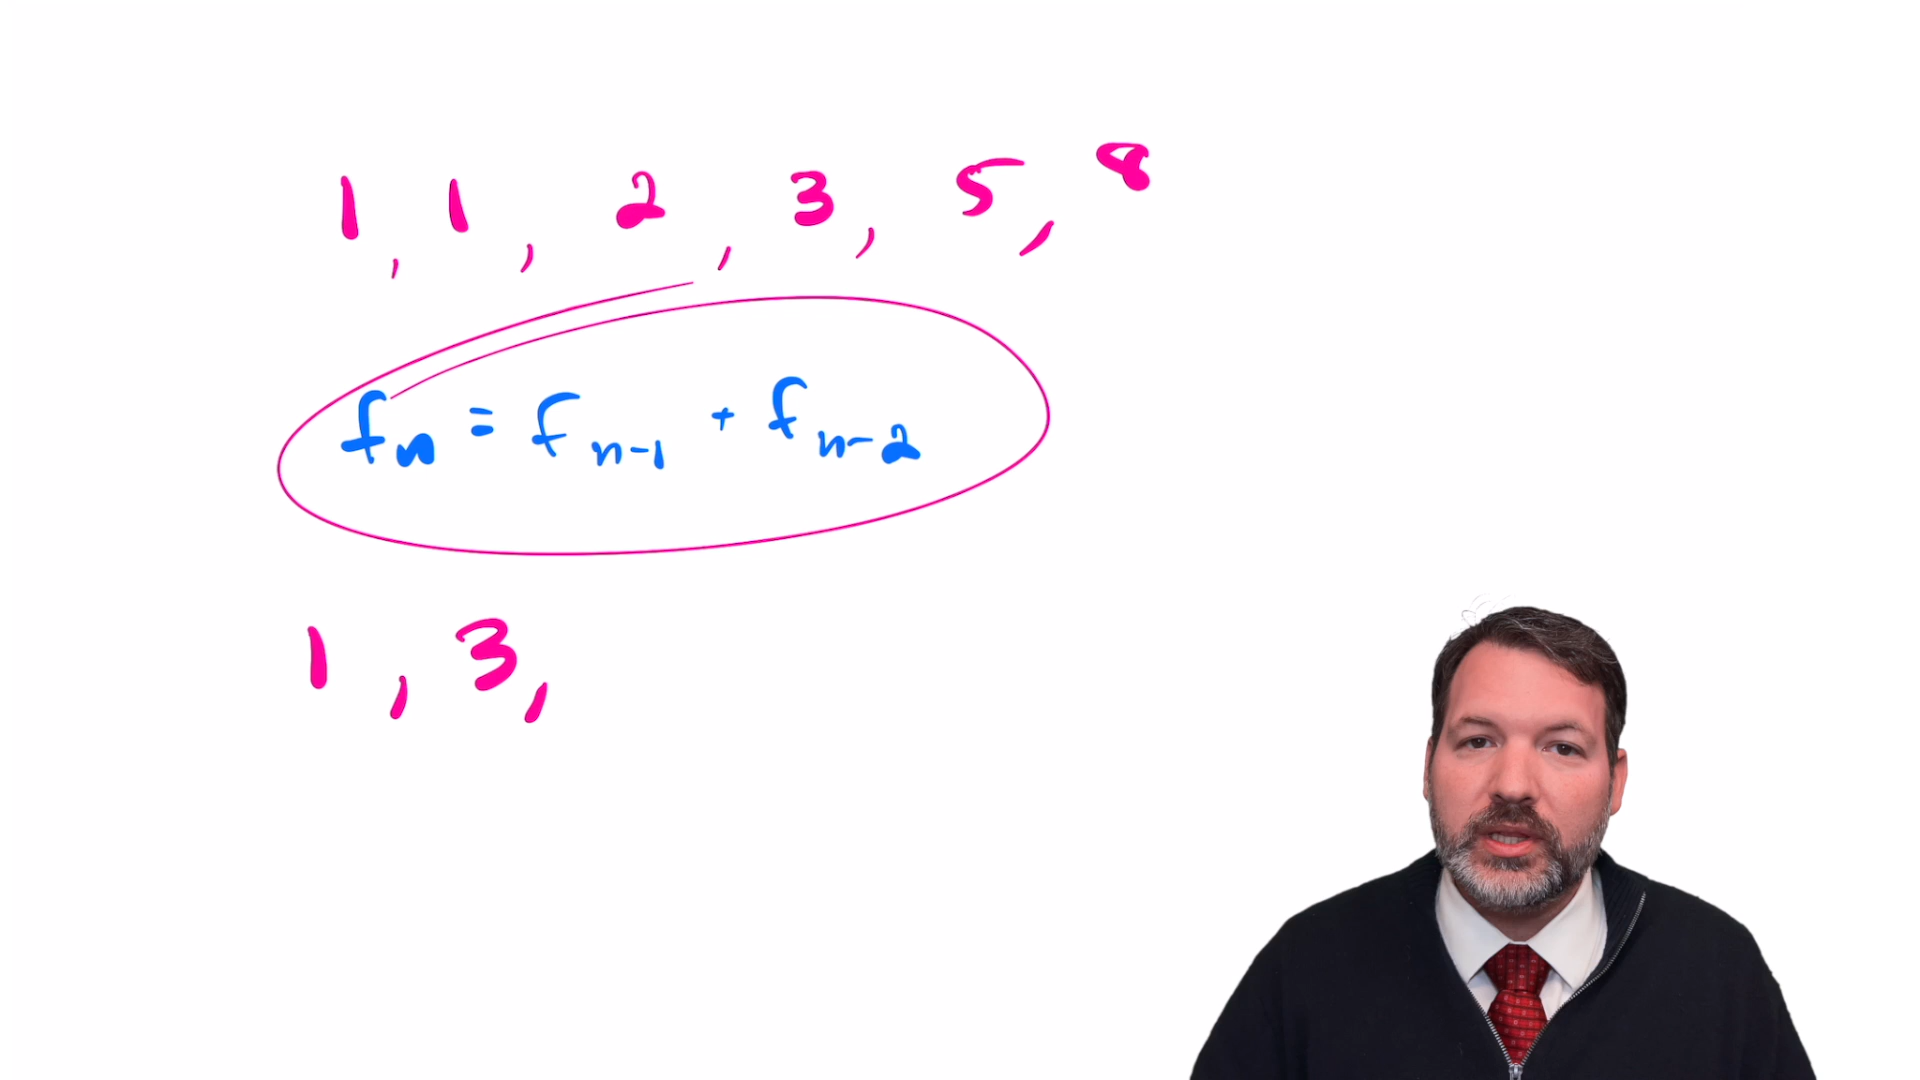 1, 1, 2, 3, 5, 8
fₙ = fₙ₋₁ + fₙ₋₂
1, 3,